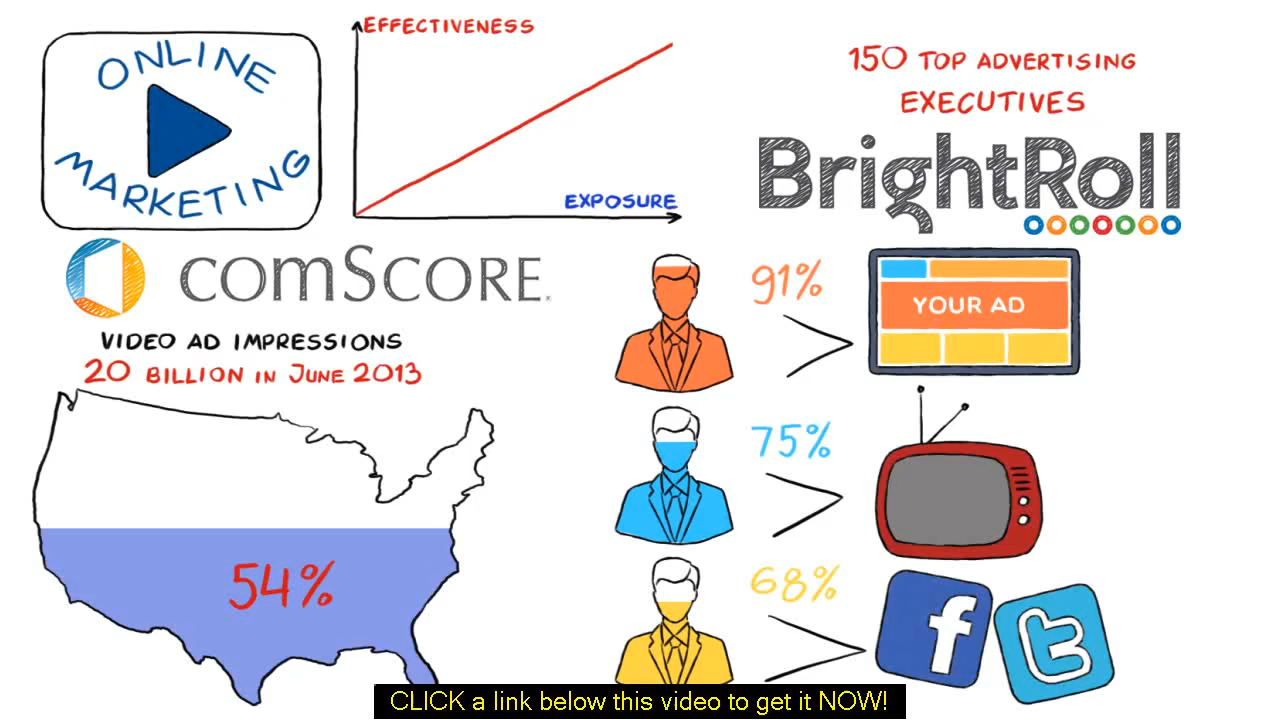 ONLINE
MARKETING
EFFECTIVENESS
EXPOSURE
comSCORE
VIDEO AD IMPRESSIONS
20 BILLION IN JUNE 2013
54%
150 TOP ADVERTISING
EXECUTIVES
BrightRoll
91%
YOUR AD
75%
68%
f
t
CLICK a link below this video to get it NOW!